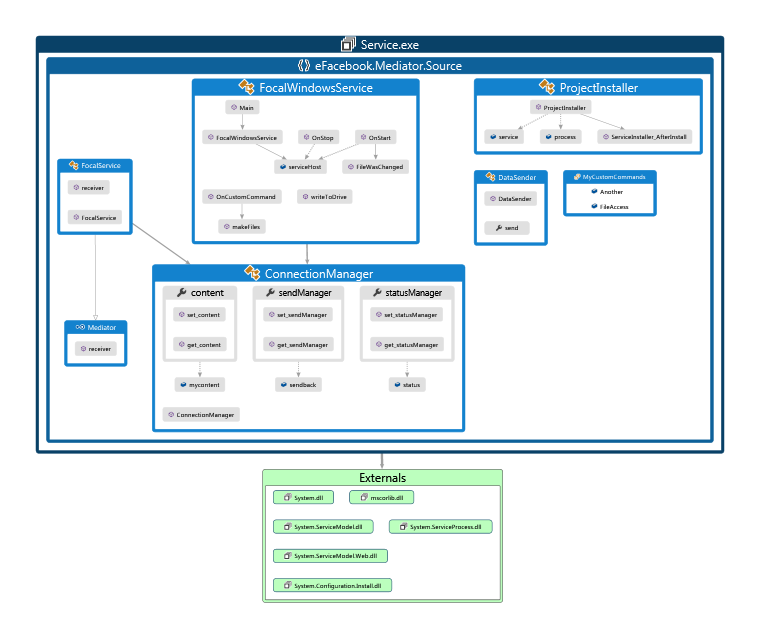 Service.exe
eFacebook.Mediator.Source
FocalWindowsService
Main
FocalWindowsService
OnStop
OnStart
serviceHost
FileWasChanged
OnCustomCommand
writeToDrive
makeFiles
ProjectInstaller
ProjectInstaller
service
process
ServiceInstaller_AfterInstall
FocalService
receiver
FocalService
DataSender
DataSender
send
MyCustomCommands
Another
FileAccess
Mediator
receiver
ConnectionManager
content
set_content
get_content
mycontent
sendManager
set_sendManager
get_sendManager
sendback
statusManager
set_statusManager
get_statusManager
status
ConnectionManager
Externals
System.dll
mscorlib.dll
System.ServiceModel.dll
System.ServiceProcess.dll
System.ServiceModel.Web.dll
System.Configuration.Install.dll